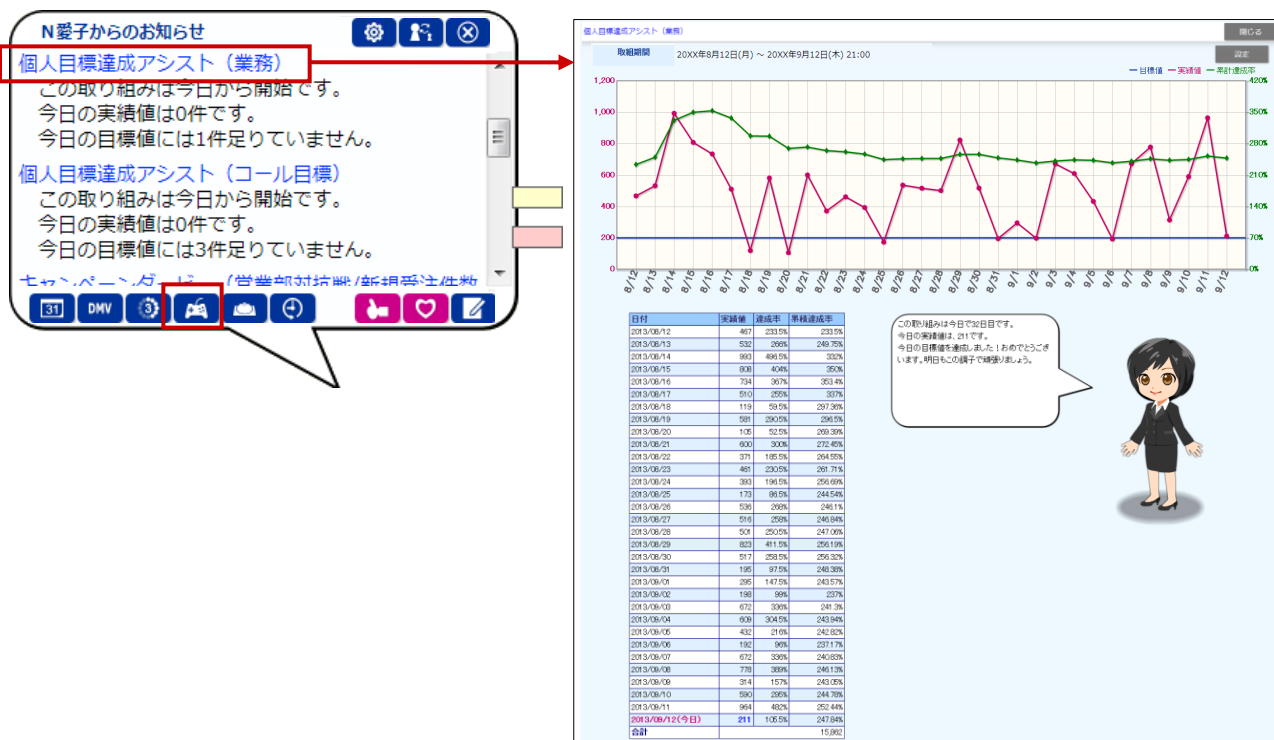 N愛子からのお知らせ
個人目標達成アシスト（業務）
この取り組みは今日から開始です。
今日の実績値は0件です。
今日の目標値には1件足りていません。
個人目標達成アシスト（コール目標）
この取り組みは今日から開始です。
今日の実績値は0件です。
今日の目標値には3件足りていません。
キャンペーンダービー（営業部対抗戦/新規受注件数
31 DMV 3
個人目標達成アシスト（業務） 閉じる
取組期間 20XX年8月12日(月) ～ 20XX年9月12日(木) 21:00 設定
目標値 実績値 累計達成率
1,200 420%
1,000 350%
800 280%
600 210%
400 140%
200 70%
0 0%
8/12 8/13 8/14 8/15 8/16 8/17 8/18 8/19 8/20 8/21 8/22 8/23 8/24 8/25 8/26 8/27 8/28 8/29 8/30 8/31 9/1 9/2 9/3 9/4 9/5 9/6 9/7 9/8 9/9 9/10 9/11 9/12
日付 実績値 達成率 累積達成率
2013/08/12 467 233.5% 233.5%
2013/08/13 532 266% 249.75%
2013/08/14 993 496.5% 332%
2013/08/15 808 404% 350%
2013/08/16 734 367% 353.4%
2013/08/17 510 255% 337%
2013/08/18 119 59.5% 297.36%
2013/08/19 581 290.5% 296.5%
2013/08/20 105 52.5% 269.39%
2013/08/21 600 300% 272.45%
2013/08/22 371 185.5% 264.55%
2013/08/23 461 230.5% 261.71%
2013/08/24 393 196.5% 256.69%
2013/08/25 173 86.5% 244.54%
2013/08/26 536 268% 246.1%
2013/08/27 516 258% 246.84%
2013/08/28 501 250.5% 247.06%
2013/08/29 823 411.5% 256.19%
2013/08/30 517 258.5% 256.32%
2013/08/31 195 97.5% 248.38%
2013/09/01 295 147.5% 243.57%
2013/09/02 198 99% 237%
2013/09/03 672 336% 241.3%
2013/09/04 609 304.5% 243.94%
2013/09/05 432 216% 242.82%
2013/09/06 192 96% 237.17%
2013/09/07 672 336% 240.83%
2013/09/08 778 389% 246.13%
2013/09/09 314 157% 243.05%
2013/09/10 590 295% 244.78%
2013/09/11 964 482% 252.44%
2013/09/12(今日) 211 105.5% 247.84%
合計 15,862
この取り組みは今日で32日目です。
今日の実績値は、211です。
今日の目標値を達成しました！おめでとうござ
います。明日もこの調子で頑張りましょう。